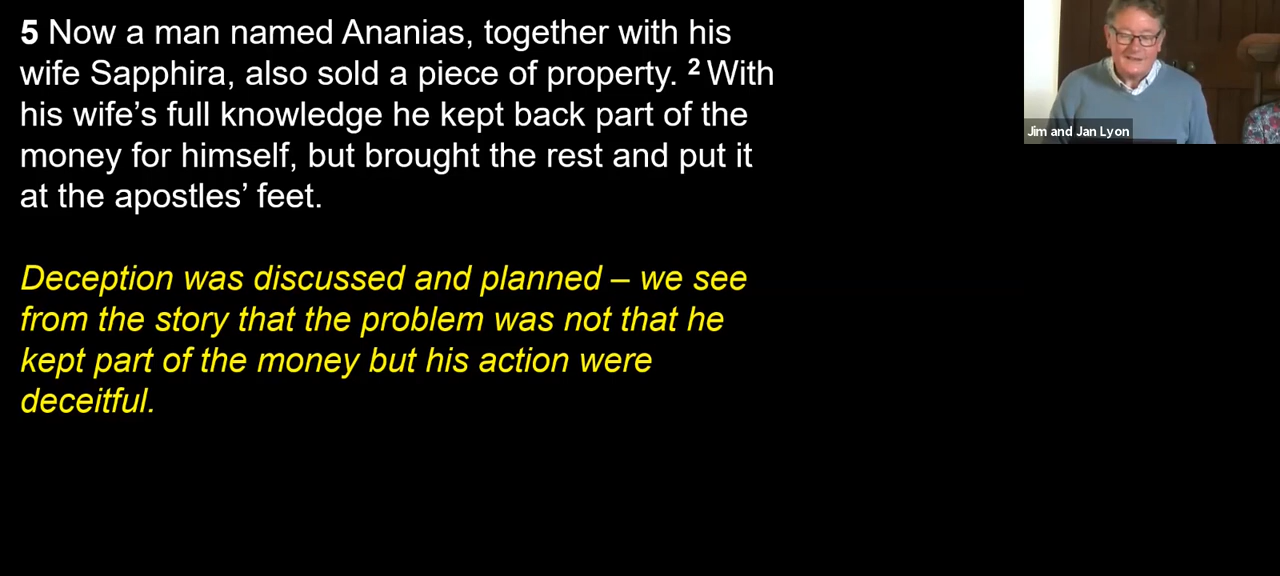 5 Now a man named Ananias, together with his
wife Sapphira, also sold a piece of property. 2 With
his wife’s full knowledge he kept back part of the
money for himself, but brought the rest and put it
at the apostles’ feet.
Deception was discussed and planned – we see
from the story that the problem was not that he
kept part of the money but his action were
deceitful.
Jim and Jan Lyon